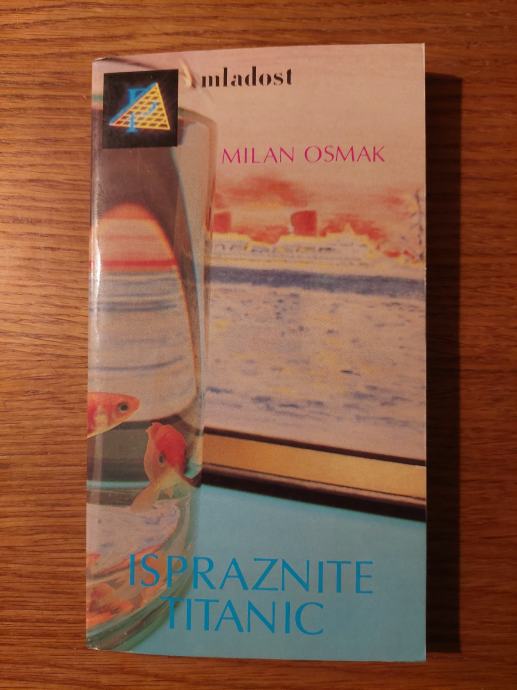 mladost
MILAN OSMAK
ISPRAZNITE
TITANIC